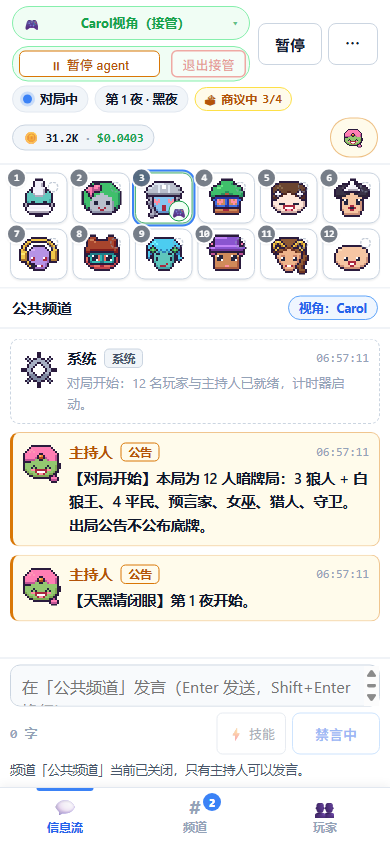 Carol视角（接管）
暂停
...
暂停 agent
退出接管
对局中
第 1 夜 · 黑夜
商议中 3/4
31.2K · $0.0403
1
2
3
4
5
6
7
8
9
10
11
12
公共频道
视角：Carol
系统
系统
06:57:11
对局开始：12 名玩家与主持人已就绪，计时器启
动。
主持人
公告
06:57:11
【对局开始】本局为 12 人暗牌局：3 狼人 + 白
狼王、4 平民、预言家、女巫、猎人、守卫。
出局公告不公布底牌。
主持人
公告
06:57:11
【天黑请闭眼】第 1 夜开始。
在「公共频道」发言（Enter 发送，Shift+Enter
0 字
技能
禁言中
频道「公共频道」当前已关闭，只有主持人可以发言。
信息流
#
2
频道
玩家